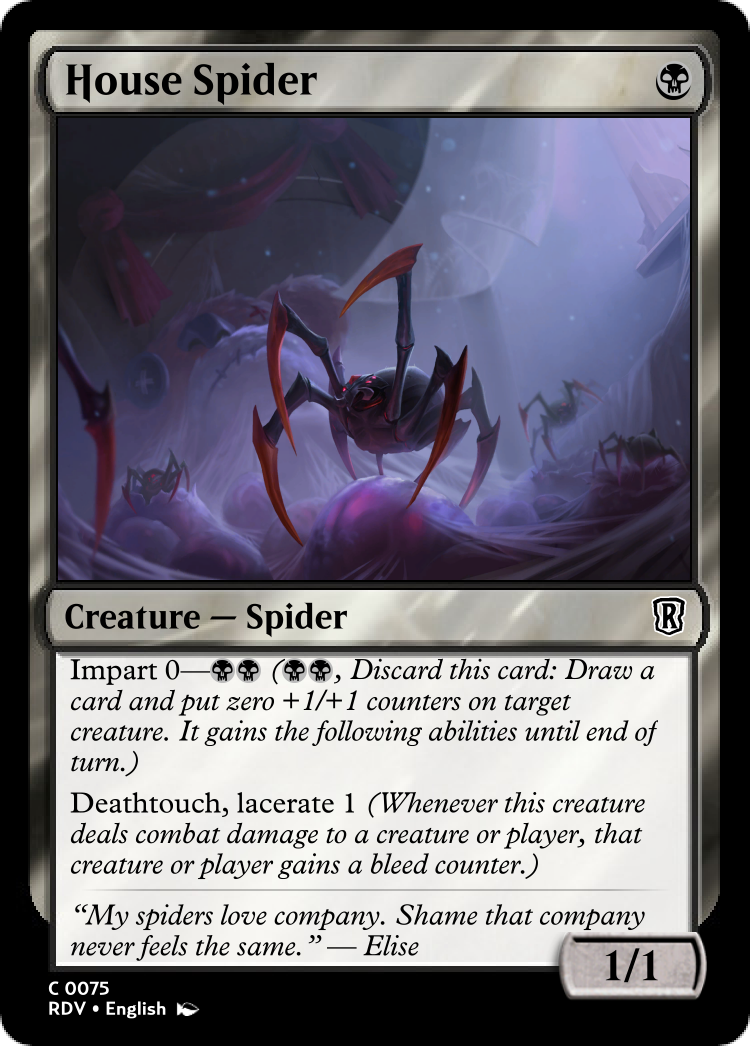 House Spider
Creature — Spider
R
Impart 0— (, Discard this card: Draw a
card and put zero +1/+1 counters on target
creature. It gains the following abilities until end of
turn.)
Deathtouch, lacerate 1 (Whenever this creature
deals combat damage to a creature or player, that
creature or player gains a bleed counter.)
“My spiders love company. Shame that company
never feels the same.” — Elise
1/1
C 0075
RDV • English